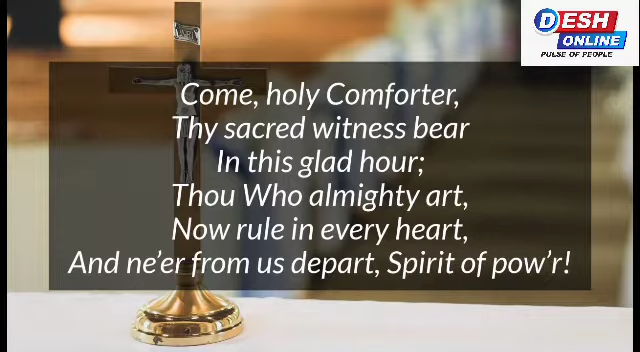 DESH
ONLINE
PULSE OF PEOPLE
Come, holy Comforter,
Thy sacred witness bear
In this glad hour;
Thou Who almighty art,
Now rule in every heart,
And ne’er from us depart, Spirit of pow’r!